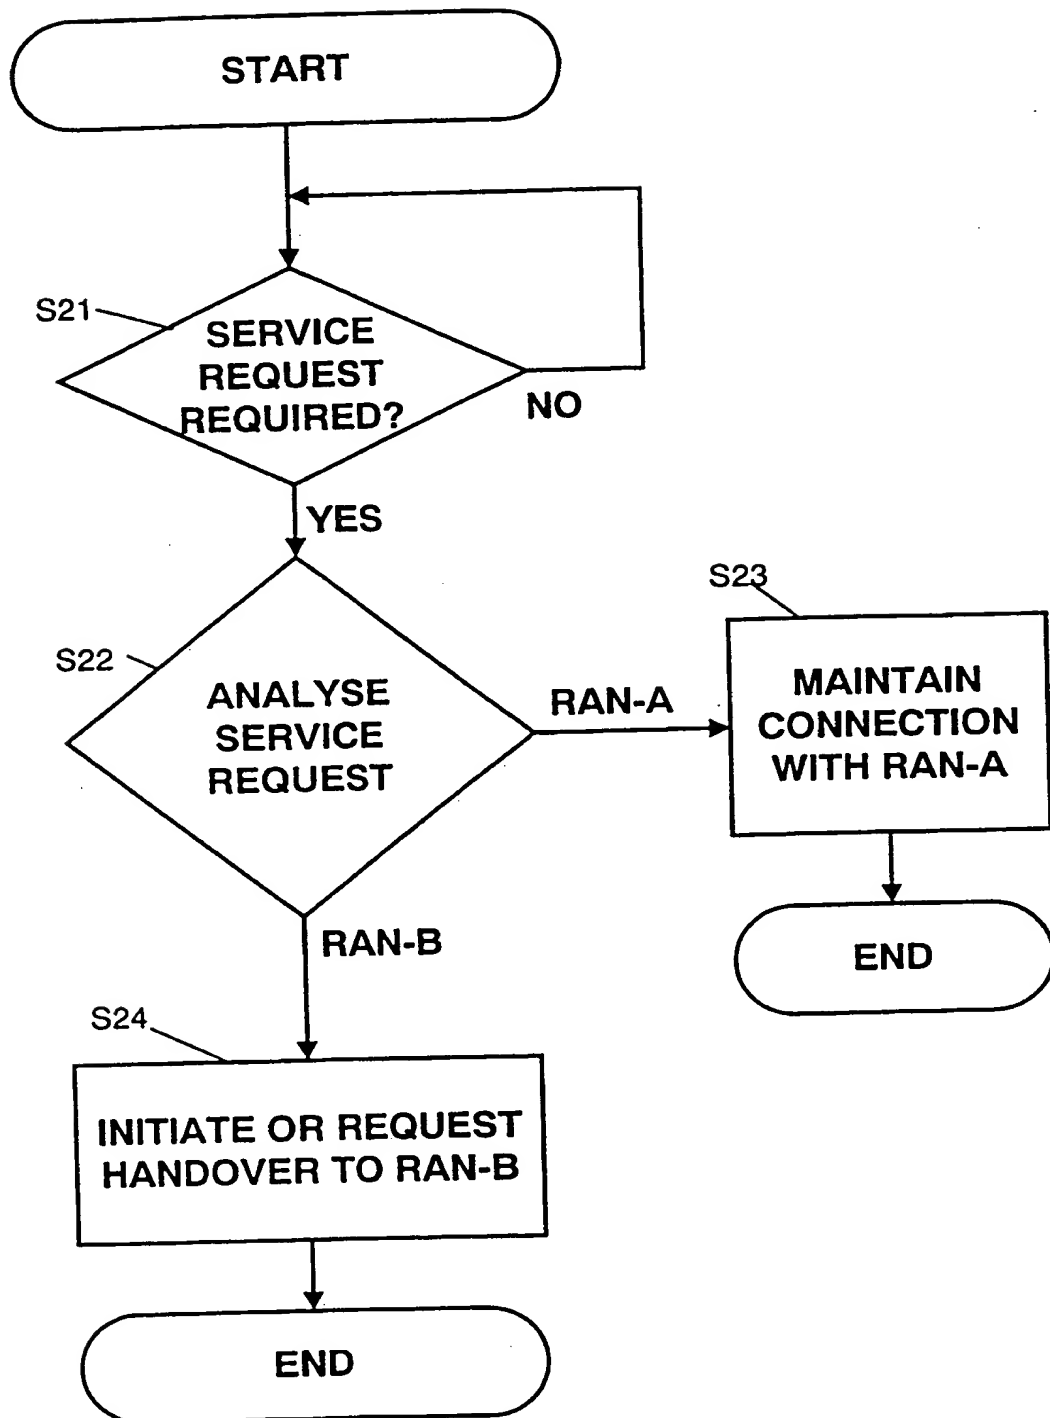 START
S21
SERVICE
REQUEST
REQUIRED?
NO
YES
S22
ANALYSE
SERVICE
REQUEST
RAN-A
S23
MAINTAIN
CONNECTION
WITH RAN-A
END
RAN-B
S24
INITIATE OR REQUEST
HANDOVER TO RAN-B
END